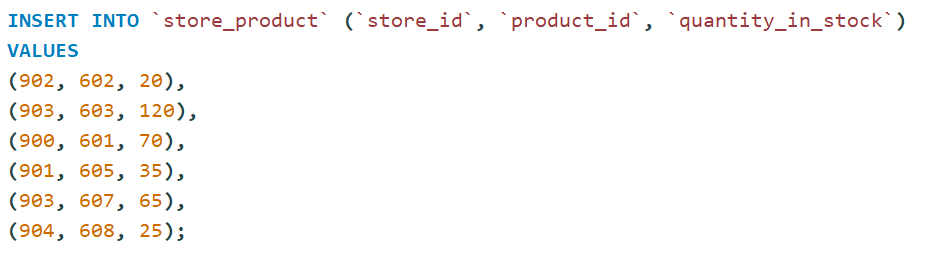 INSERT INTO `store_product` (`store_id`, `product_id`, `quantity_in_stock`)
VALUES
(902, 602, 20),
(903, 603, 120),
(900, 601, 70),
(901, 605, 35),
(903, 607, 65),
(904, 608, 25);